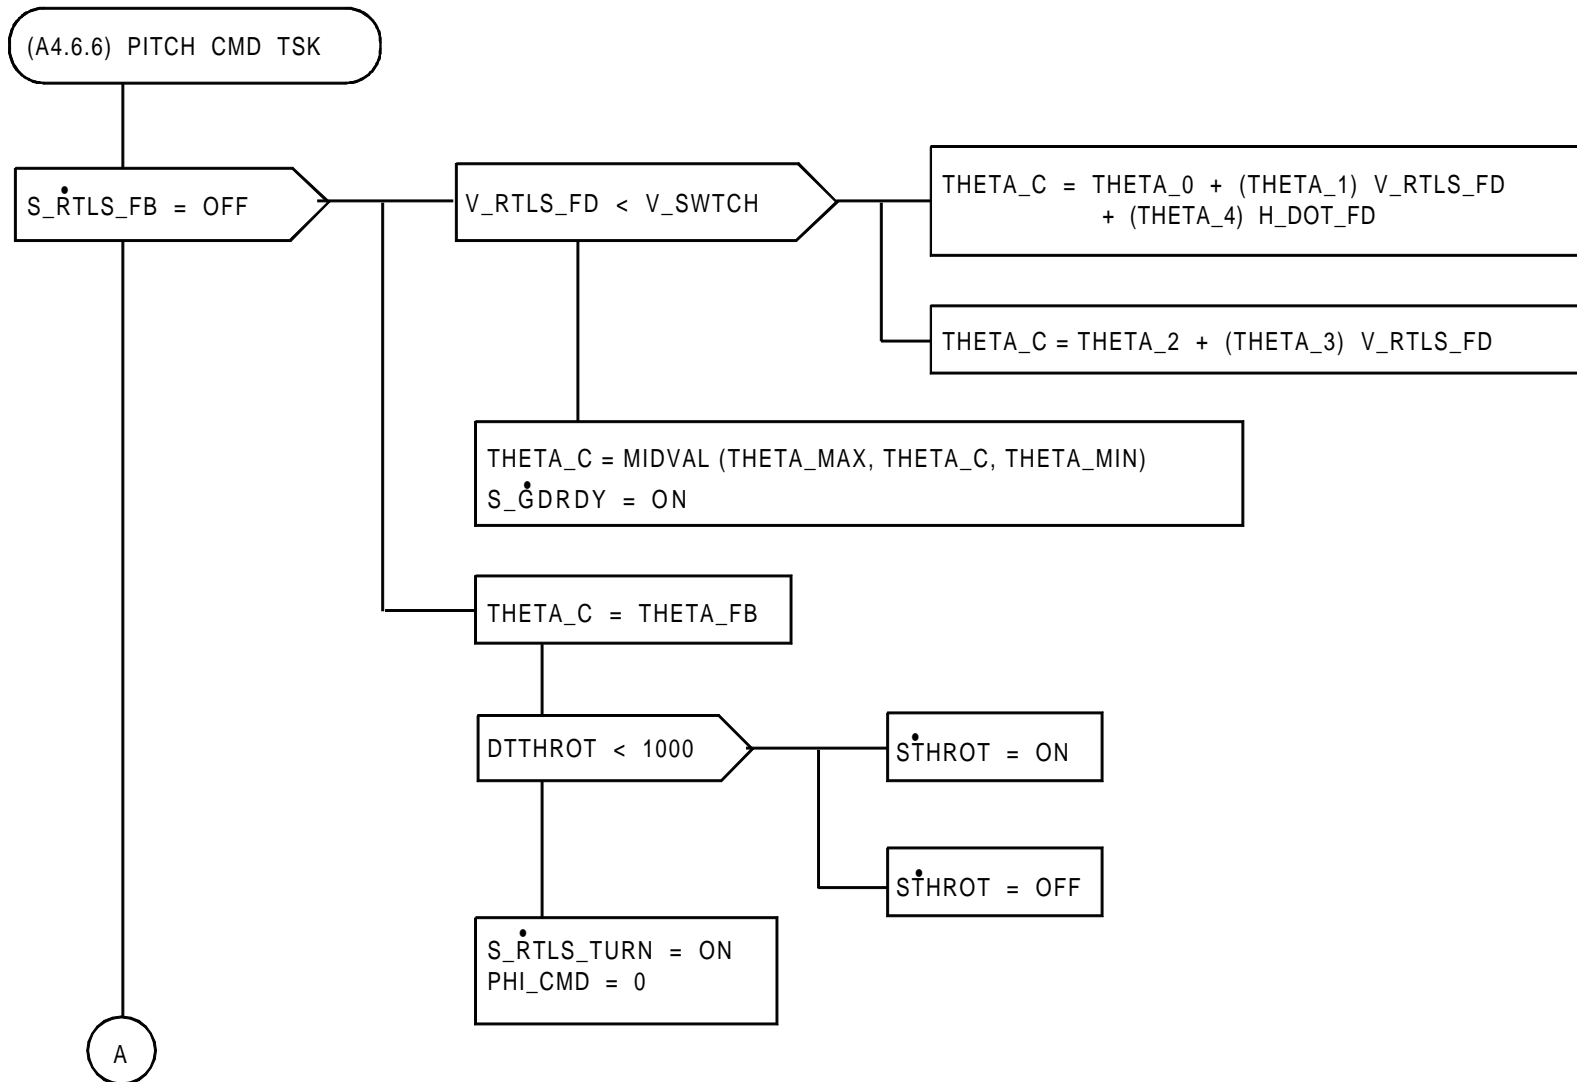 (A4.6.6) PITCH CMD TSK
S_ṘTLS_FB = OFF
V_RTLS_FD < V_SWTCH
THETA_C = THETA_0 + (THETA_1) V_RTLS_FD
+ (THETA_4) H_DOT_FD
THETA_C = THETA_2 + (THETA_3) V_RTLS_FD
THETA_C = MIDVAL (THETA_MAX, THETA_C, THETA_MIN)
S_ĠDRDY = ON
THETA_C = THETA_FB
DTTHROT < 1000
SṪHROT = ON
SṪHROT = OFF
S_ṘTLS_TURN = ON
PHI_CMD = 0
A